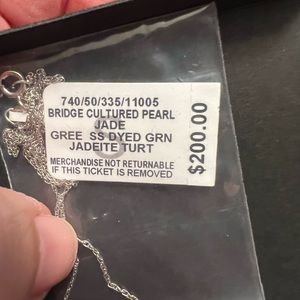 740/50/335/11005
BRIDGE CULTURED PEARL
JADE
GREE SS DYED GRN
JADEITE TURT
MERCHANDISE NOT RETURNABLE
IF THIS TICKET IS REMOVED
$200.00